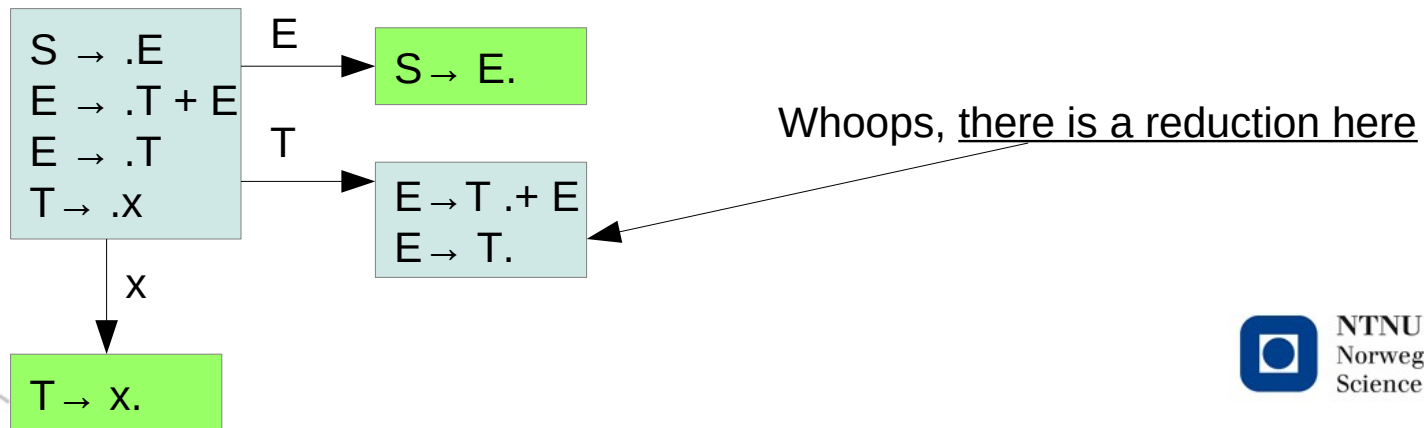 S → .E
E → .T + E
E → .T
T → .x
E
S → E.
T
E → T .+ E
E → T.
Whoops, there is a reduction here
x
T → x.
NTNU
Norweg
Science